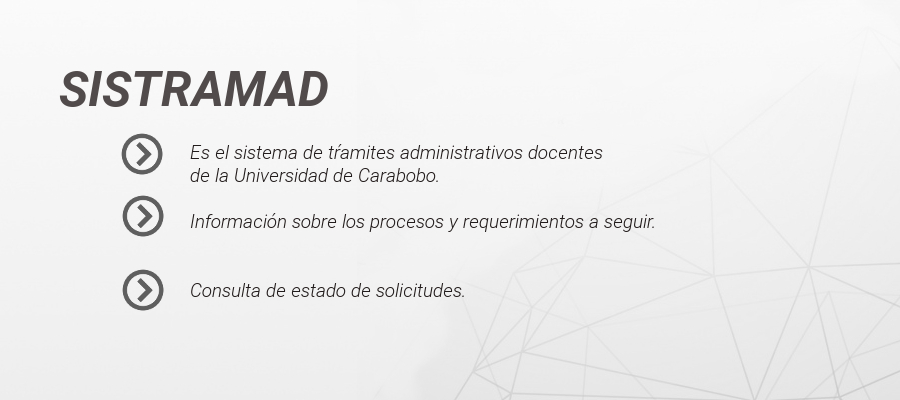 SISTRAMAD
Es el sistema de tŕamites administrativos docentes
de la Universidad de Carabobo.
Información sobre los procesos y requerimientos a seguir.
Consulta de estado de solicitudes.